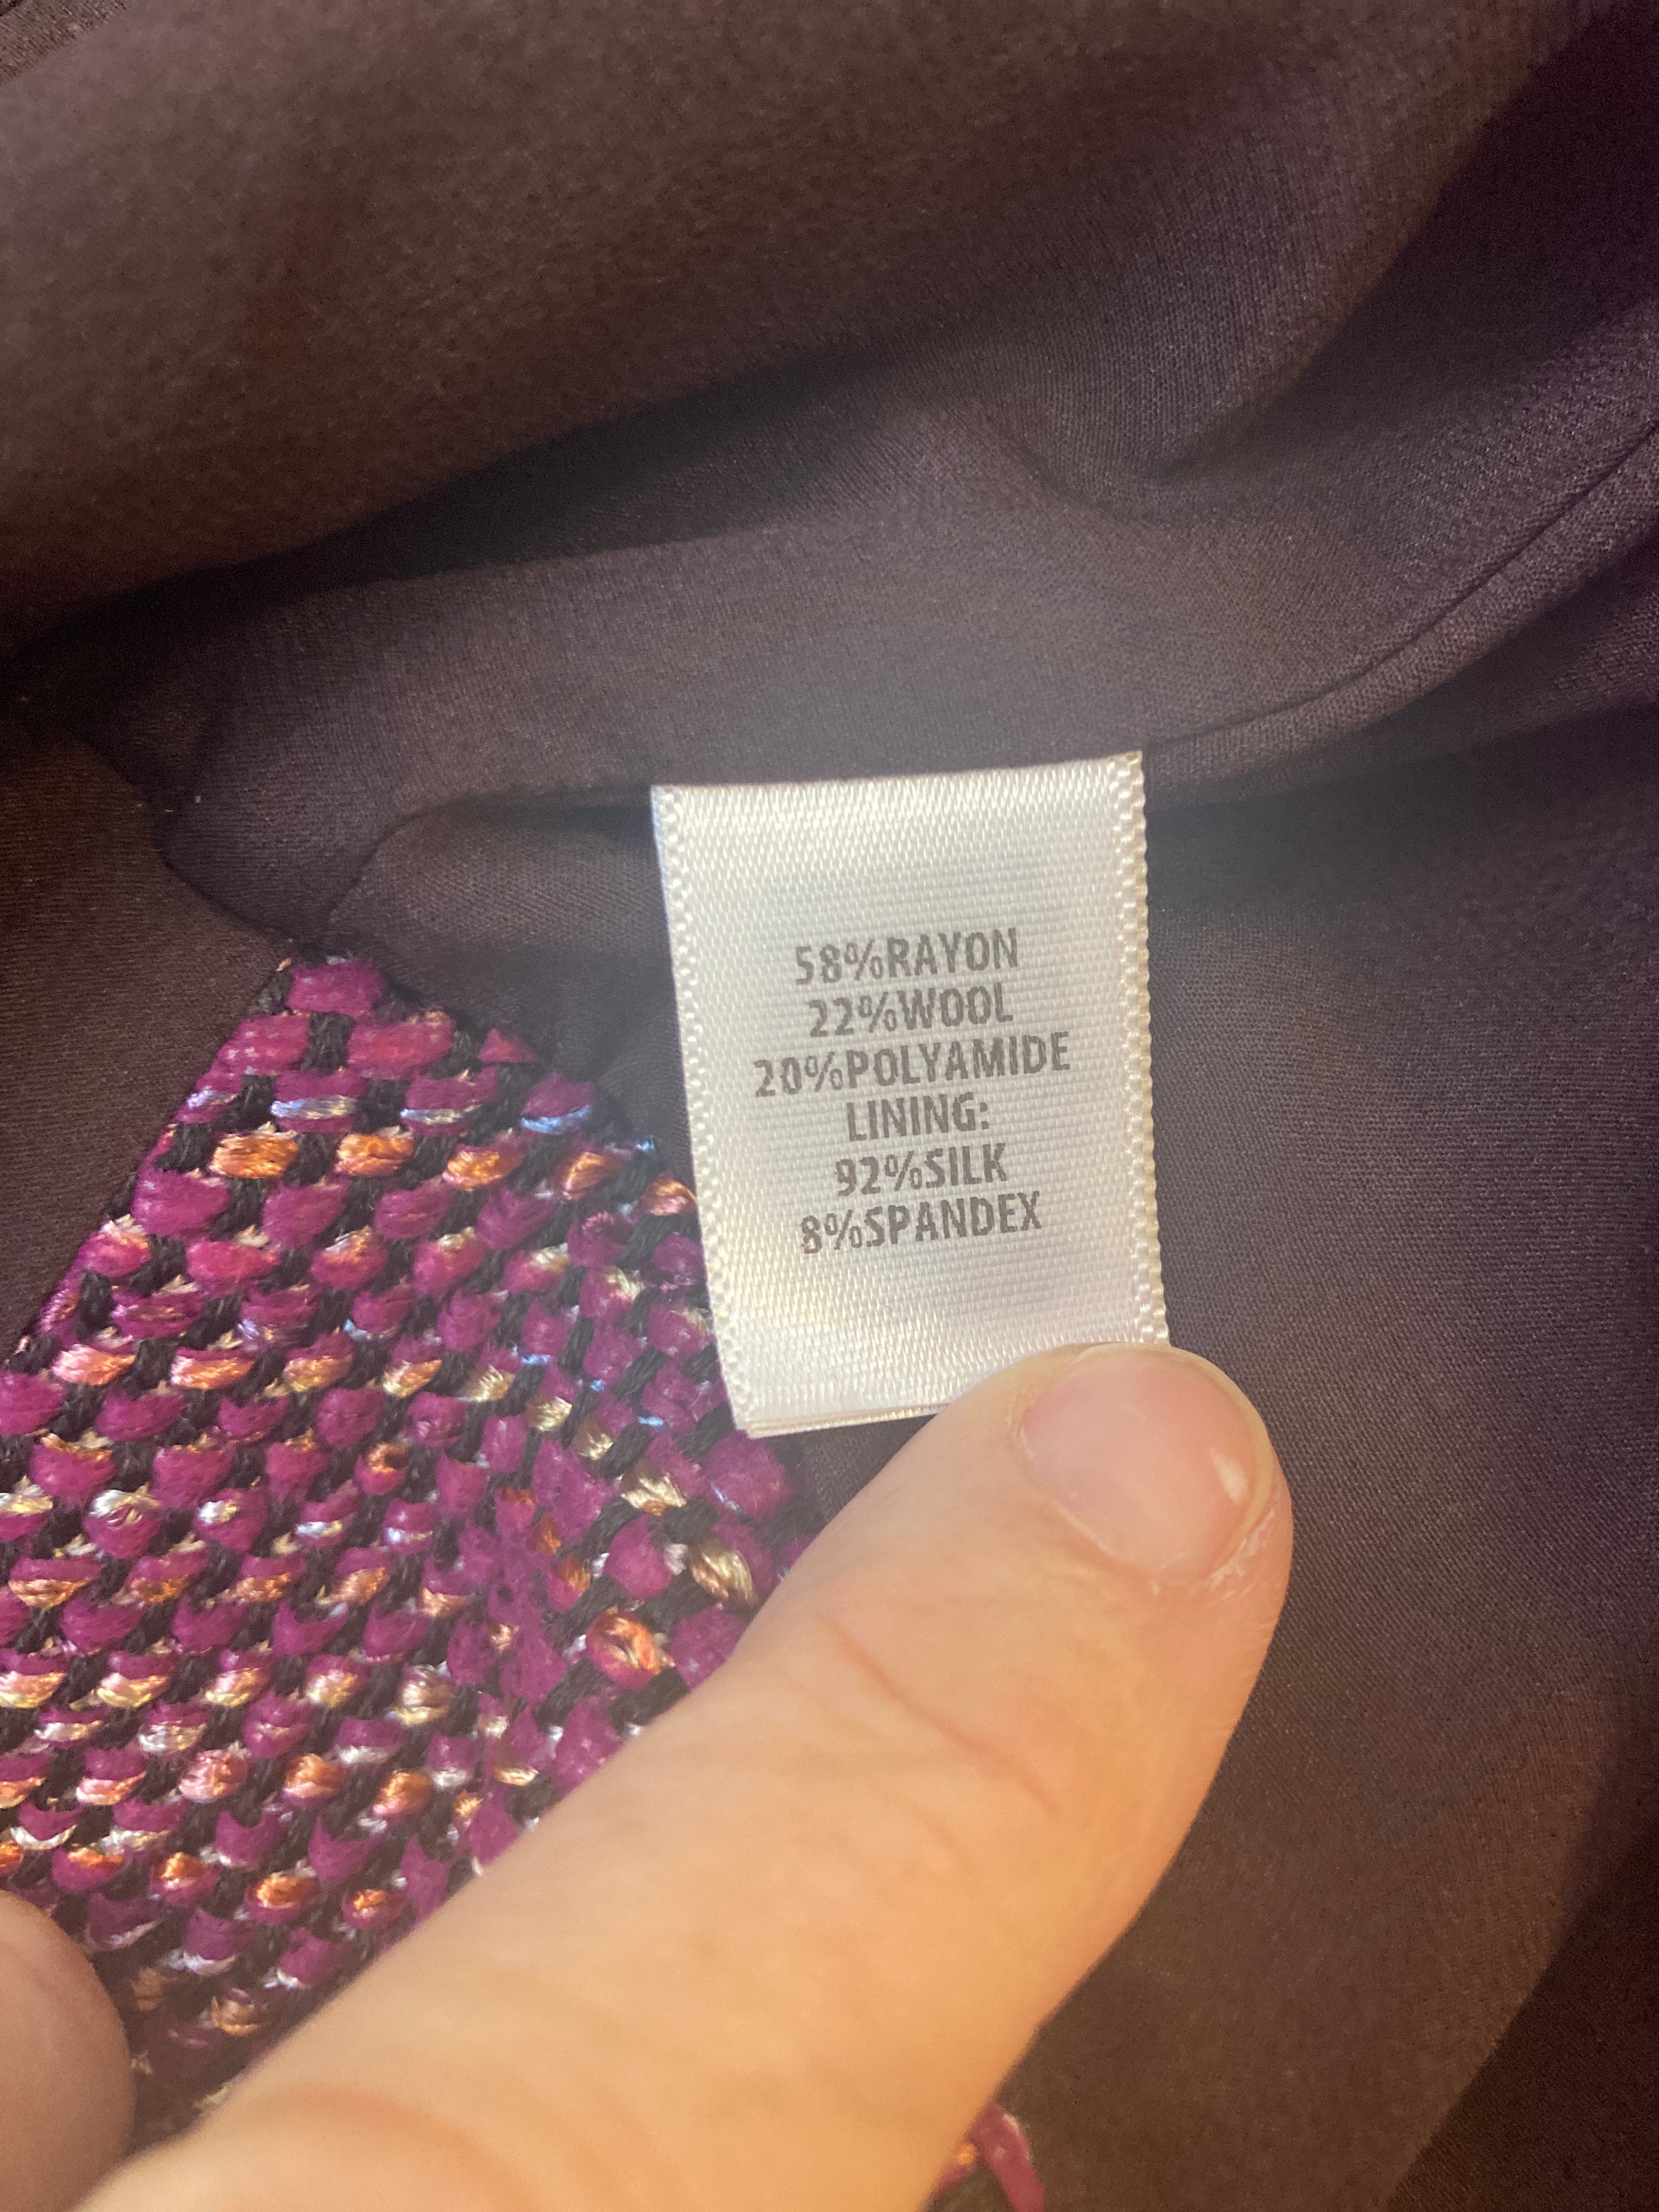 58%RAYON
22%WOOL
20%POLYAMIDE
LINING:
92%SILK
8%SPANDEX